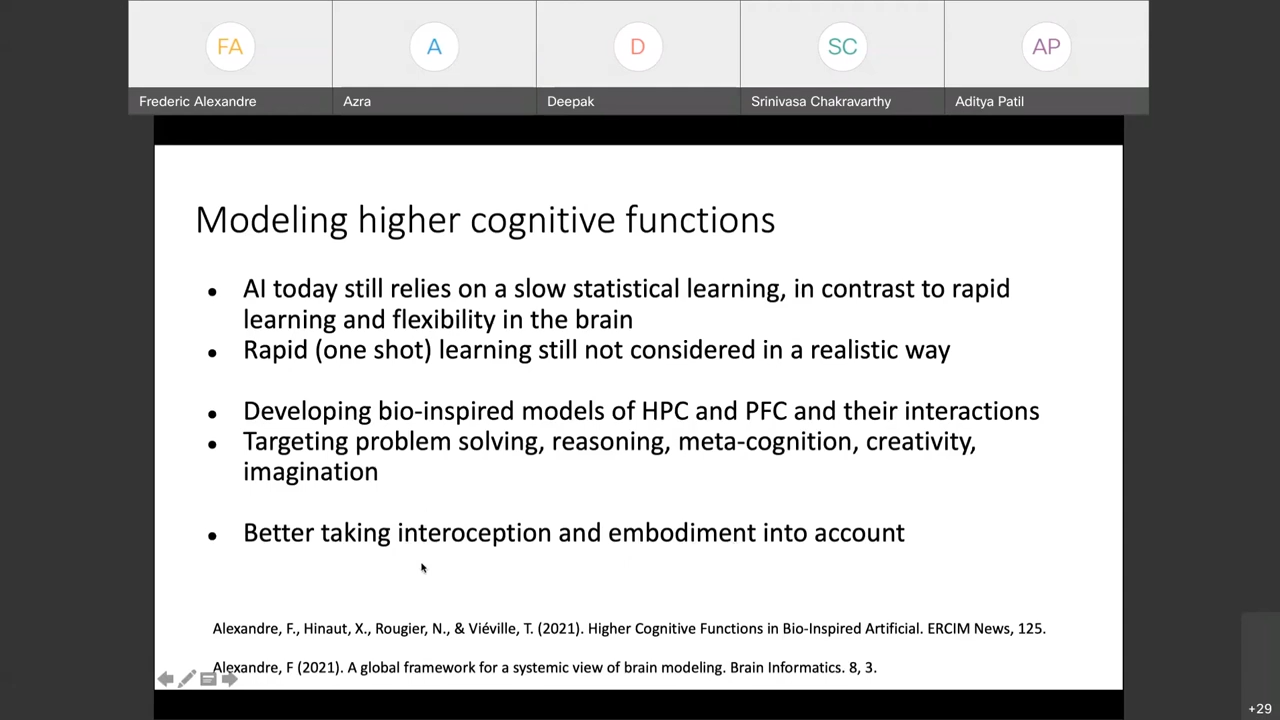 FA
A
D
SC
AP
Frederic Alexandre
Azra
Deepak
Srinivasa Chakravarthy
Aditya Patil
Modeling higher cognitive functions
• AI today still relies on a slow statistical learning, in contrast to rapid
learning and flexibility in the brain
• Rapid (one shot) learning still not considered in a realistic way
• Developing bio-inspired models of HPC and PFC and their interactions
• Targeting problem solving, reasoning, meta-cognition, creativity,
imagination
• Better taking interoception and embodiment into account
Alexandre, F., Hinaut, X., Rougier, N., & Viéville, T. (2021). Higher Cognitive Functions in Bio-Inspired Artificial. ERCIM News, 125.
Alexandre, F (2021). A global framework for a systemic view of brain modeling. Brain Informatics. 8, 3.
+29